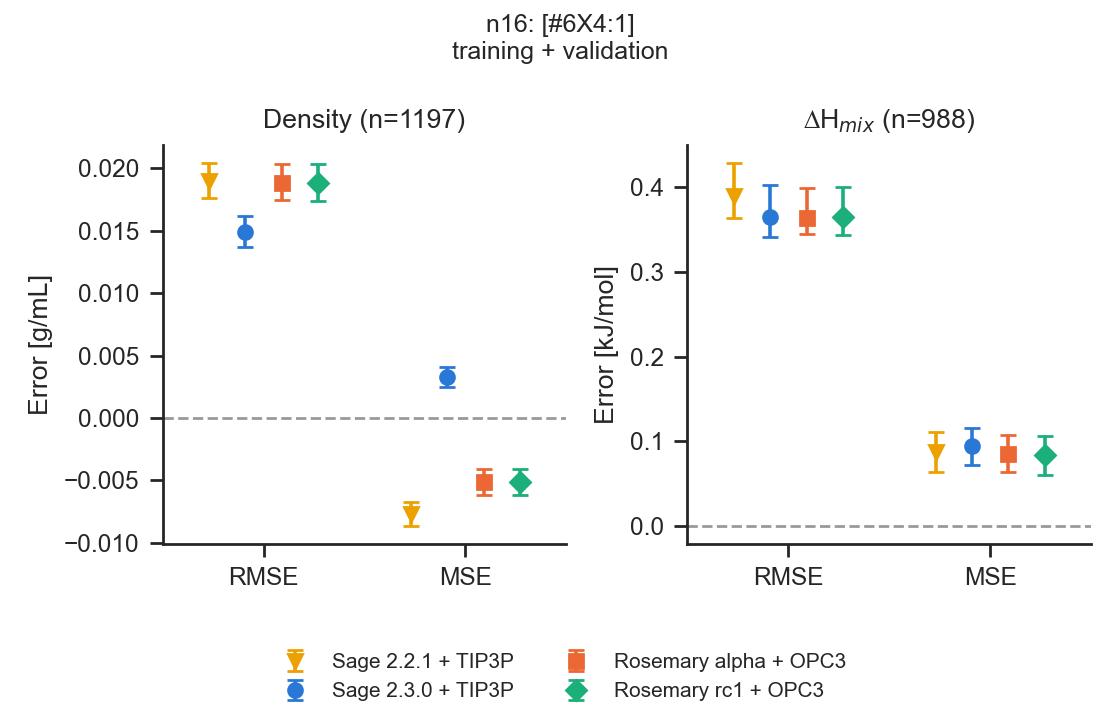 n16: [#6X4:1]
training + validation
Density (n=1197)
ΔHmix (n=988)
Error [g/mL]
0.020
0.015
0.010
0.005
0.000
−0.005
−0.010
RMSE
MSE
Error [kJ/mol]
0.4
0.3
0.2
0.1
0.0
RMSE
MSE
Sage 2.2.1 + TIP3P
Sage 2.3.0 + TIP3P
Rosemary alpha + OPC3
Rosemary rc1 + OPC3